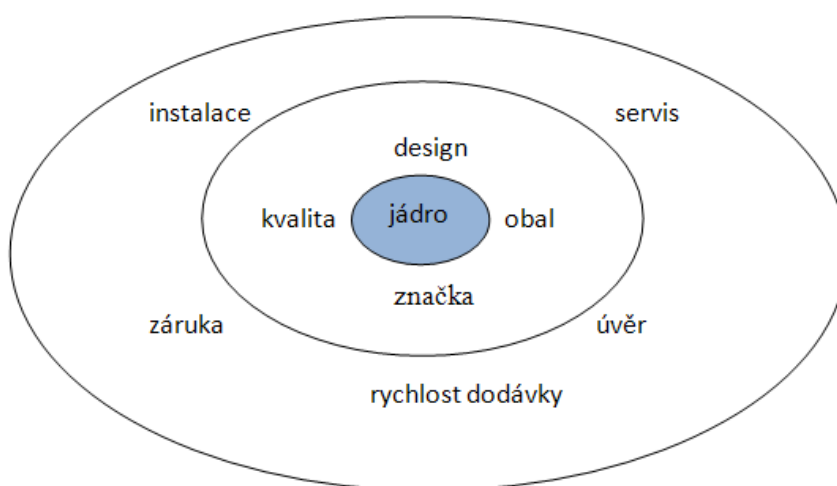 instalace
servis
design
kvalita
jádro
obal
značka
záruka
úvěr
rychlost dodávky